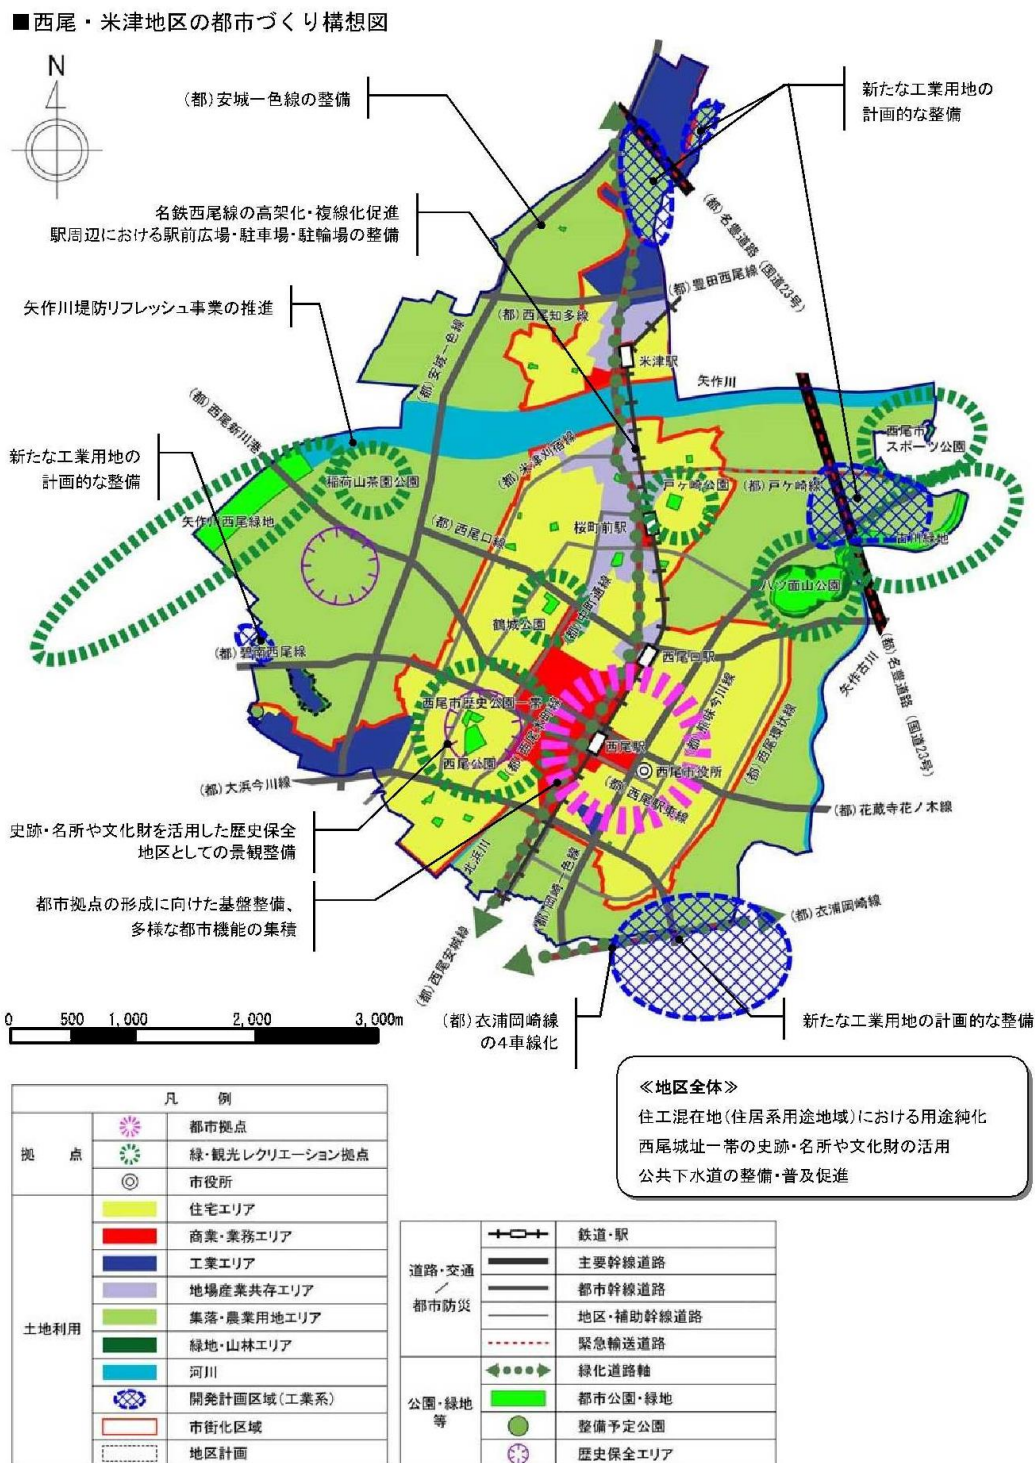 ■西尾・米津地区の都市づくり構想図
N
(都)安城一色線の整備
新たな工業用地の
計画的な整備
名鉄西尾線の高架化・複線化促進
駅周辺における駅前広場・駐車場・駐輪場の整備
(都)名豊道路(国道23号)
(都)豊田西尾線
矢作川堤防リフレッシュ事業の推進
(都)西尾知多線
(都)安城一色線
米津駅
矢作川
(都)西尾新川港
西尾市
スポーツ公園
新たな工業用地の
計画的な整備
(都)米津刈宿線
稲荷山茶園公園
戸ヶ崎公園
(都)戸ヶ崎線
矢作川西尾緑地
(都)西尾口線
桜町前駅
古川緑地
八ツ面山公園
(都)中町通線
鶴城公園
(都)碧南西尾線
西尾口駅
矢作古川
(都)名豊道路(国道23号)
西尾市歴史公園一帯
(都)熊味今川線
(都)西尾環状線
西尾駅
西尾公園
西尾市役所
(都)大浜今川線
(都)西尾駅東線
(都)花蔵寺花ノ木線
史跡・名所や文化財を活用した歴史保全
地区としての景観整備
北浜川
(都)岡崎一色線
都市拠点の形成に向けた基盤整備、
多様な都市機能の集積
(都)衣浦岡崎線
(都)西尾安城線
0 500 1,000 2,000 3,000m
(都)衣浦岡崎線
の4車線化
新たな工業用地の計画的な整備
≪地区全体≫
住工混在地(住居系用途地域)における用途純化
西尾城址一帯の史跡・名所や文化財の活用
公共下水道の整備・普及促進
凡 例
拠 点
都市拠点
緑・観光レクリエーション拠点
市役所
土地利用
住宅エリア
商業・業務エリア
工業エリア
地場産業共存エリア
集落・農業用地エリア
緑地・山林エリア
河川
開発計画区域(工業系)
市街化区域
地区計画
道路・交通
/
都市防災
鉄道・駅
主要幹線道路
都市幹線道路
地区・補助幹線道路
緊急輸送道路
公園・緑地
等
緑化道路軸
都市公園・緑地
整備予定公園
歴史保全エリア